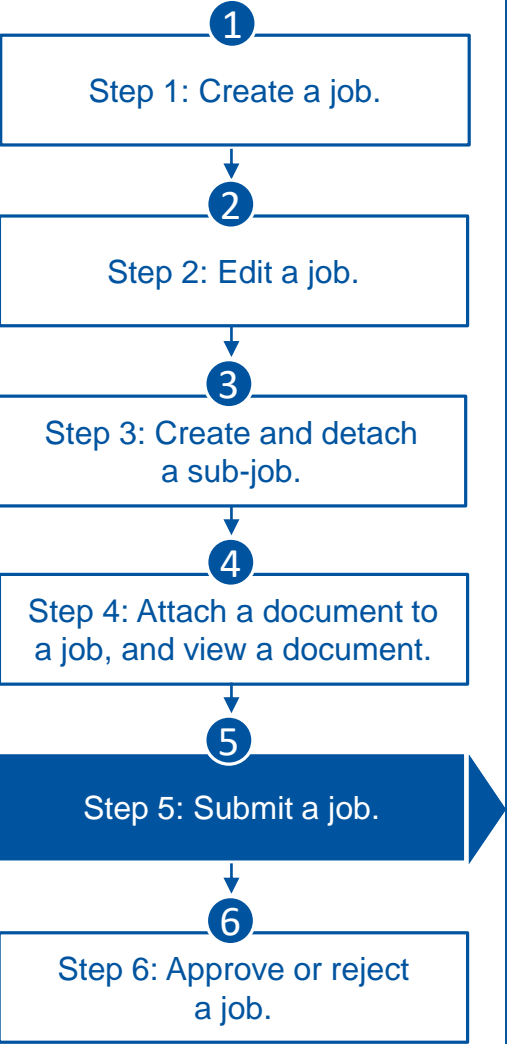 1
Step 1: Create a job.
2
Step 2: Edit a job.
3
Step 3: Create and detach
a sub-job.
4
Step 4: Attach a document to
a job, and view a document.
5
Step 5: Submit a job.
6
Step 6: Approve or reject
a job.